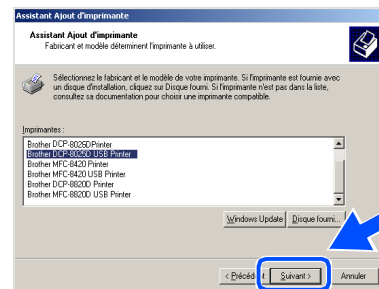 Assistant Ajout d'imprimante
Assistant Ajout d'imprimante
Fabricant et modèle déterminent l'imprimante à utiliser.
Sélectionnez le fabricant et le modèle de votre imprimante. Si l'imprimante est fournie avec
un disque d'installation, cliquez sur Disque fourni. Si l'imprimante n'est pas dans la liste,
consultez sa documentation pour choisir une imprimante compatible.
Imprimantes :
Brother DCP-8025DPrinter
Brother DCP-8025D USB Printer
Brother MFC-8420 Printer
Brother MFC-8420 USB Printer
Brother MFC-8820D Printer
Brother MFC-8820D USB Printer
Windows Update
Disque fourni...
< Précédent
Suivant >
Annuler